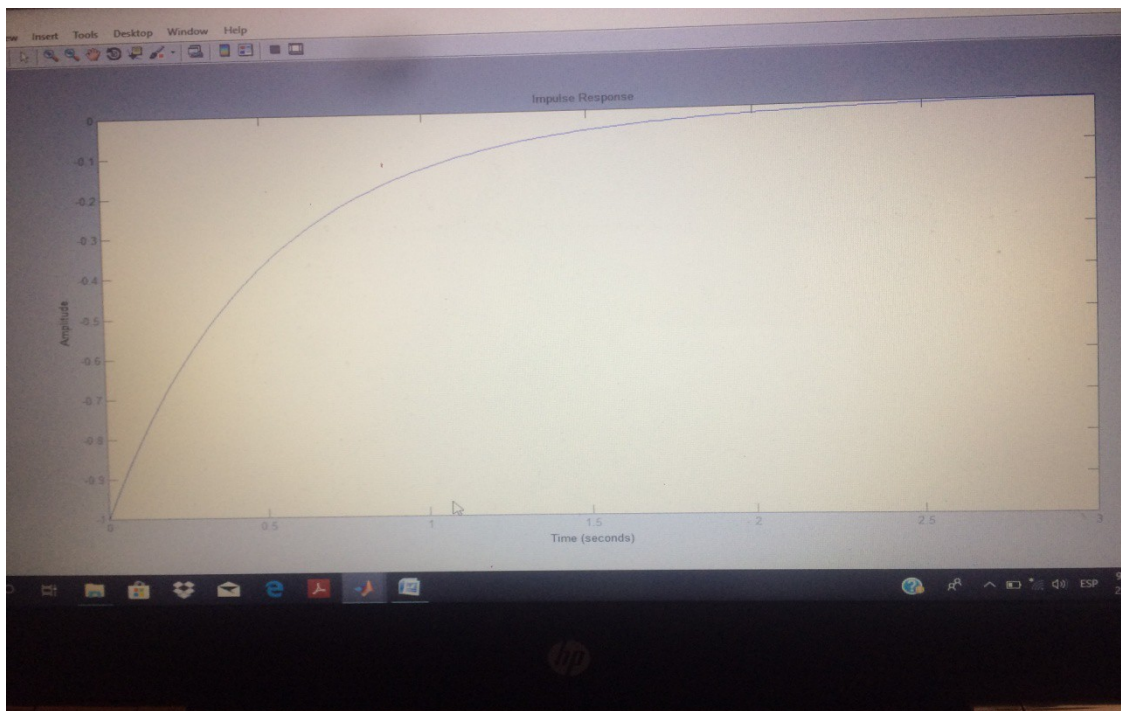 ew Insert Tools Desktop Window Help
Impulse Response
0
-0.1
-0.2
-0.3
-0.4
-0.5
-0.6
-0.7
-0.8
-0.9
-1
Amplitude
0 0.5 1 1.5 2 2.5 3
Time (seconds)
ESP
hp